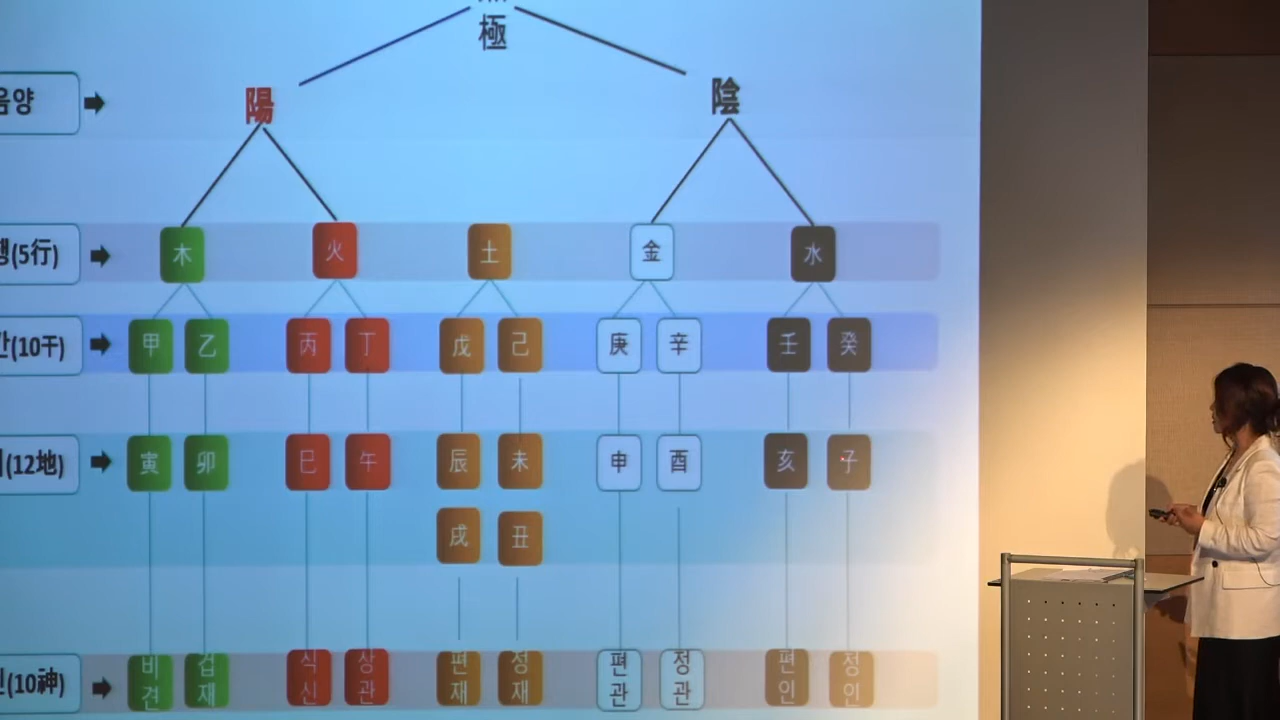 極
음양
陽
陰
행(5行)
木 火 土 金 水
간(10干)
甲 乙 丙 丁 戊 己 庚 辛 壬 癸
(12地)
寅 卯 巳 午 辰 未 申 酉 亥 子
戌 丑
(10神)
비견 겁재 식신 상관 편재 정재 편관 정관 편인 정인